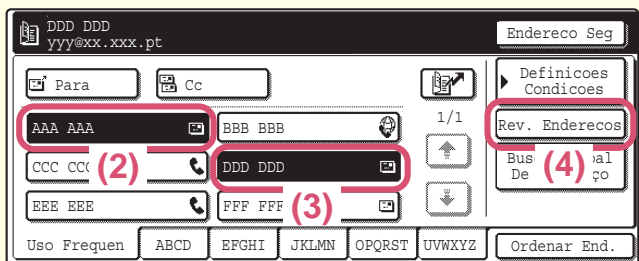 DDD DDD
yyy@xx.xxx.pt
Endereco Seg
Para
Cc
Definicoes
Condicoes
AAA AAA
BBB BBB
1/1
Rev. Enderecos
(2)
(3)
(4)
CCC CCC
DDD DDD
EEE EEE
FFF FFF
Uso Frequen
ABCD
EFGHI
JKLMN
OPQRST
UVWXYZ
Ordenar End.